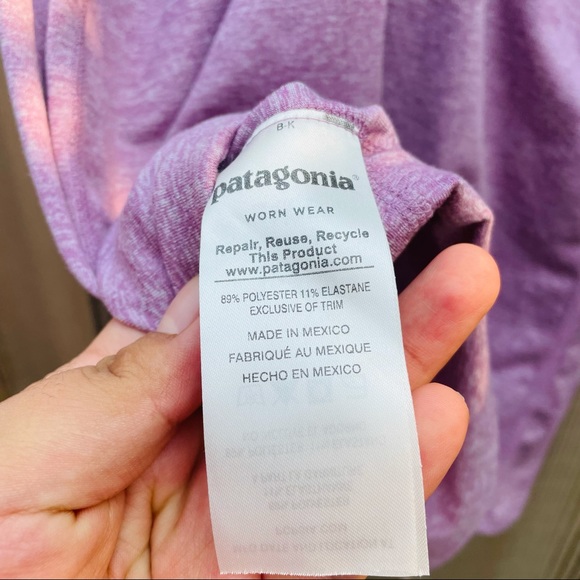 B-K
patagonia®
WORN WEAR
Repair, Reuse, Recycle
This Product
www.patagonia.com
89% POLYESTER 11% ELASTANE
EXCLUSIVE OF TRIM
MADE IN MEXICO
FABRIQUÉ AU MEXIQUE
HECHO EN MEXICO